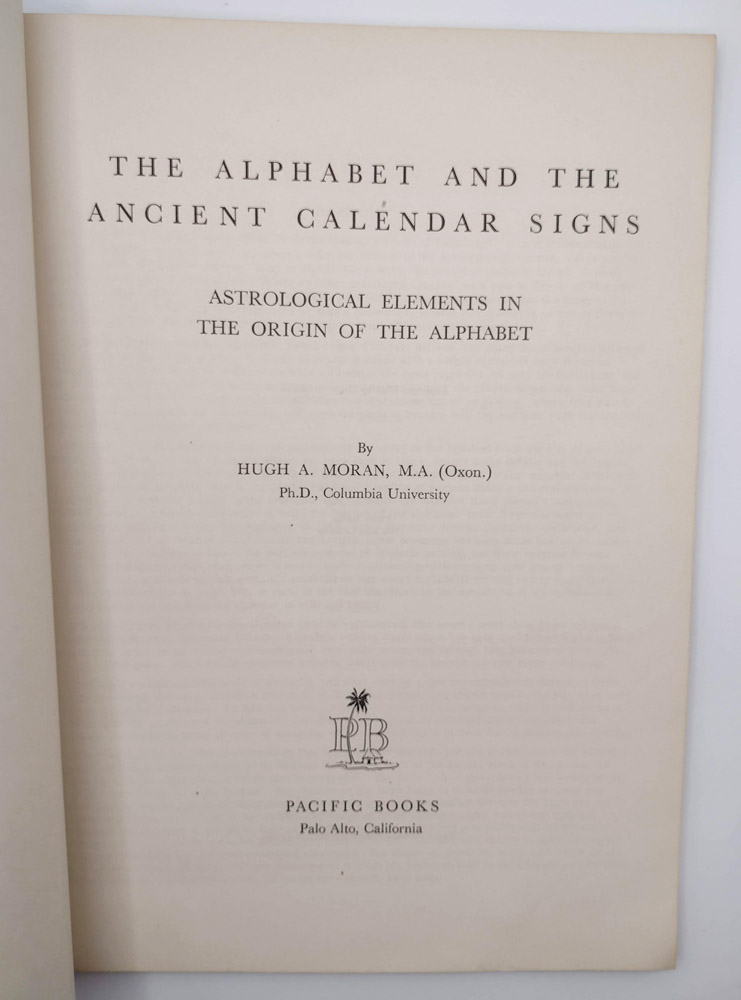 THE ALPHABET AND THE
ANCIENT CALENDAR SIGNS
ASTROLOGICAL ELEMENTS IN
THE ORIGIN OF THE ALPHABET
By
HUGH A. MORAN, M.A. (Oxon.)
Ph.D., Columbia University
PB
PACIFIC BOOKS
Palo Alto, California